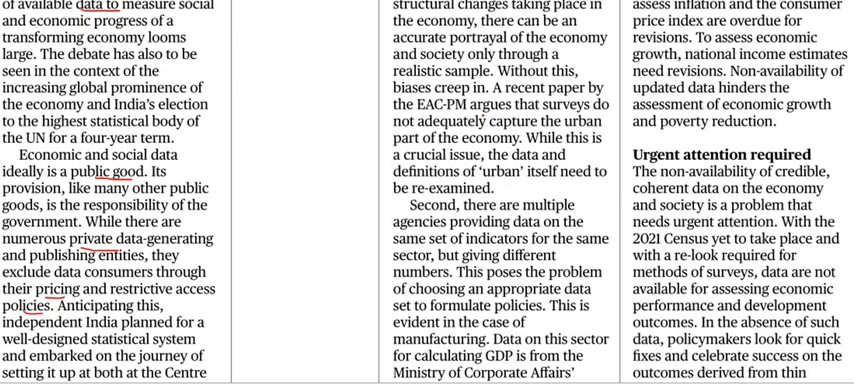 of available data to measure social
and economic progress of a
transforming economy looms
large. The debate has also to be
seen in the context of the
increasing global prominence of
the economy and India’s election
to the highest statistical body of
the UN for a four-year term.
Economic and social data
ideally is a public good. Its
provision, like many other public
goods, is the responsibility of the
government. While there are
numerous private data-generating
and publishing entities, they
exclude data consumers through
their pricing and restrictive access
policies. Anticipating this,
independent India planned for a
well-designed statistical system
and embarked on the journey of
setting it up at both at the Centre
structural changes taking place in
the economy, there can be an
accurate portrayal of the economy
and society only through a
realistic sample. Without this,
biases creep in. A recent paper by
the EAC-PM argues that surveys do
not adequately capture the urban
part of the economy. While this is
a crucial issue, the data and
definitions of ‘urban’ itself need to
be re-examined.
Second, there are multiple
agencies providing data on the
same set of indicators for the same
sector, but giving different
numbers. This poses the problem
of choosing an appropriate data
set to formulate policies. This is
evident in the case of
manufacturing. Data on this sector
for calculating GDP is from the
Ministry of Corporate Affairs’
assess inflation and the consumer
price index are overdue for
revisions. To assess economic
growth, national income estimates
need revisions. Non-availability of
updated data hinders the
assessment of economic growth
and poverty reduction.
Urgent attention required
The non-availability of credible,
coherent data on the economy
and society is a problem that
needs urgent attention. With the
2021 Census yet to take place and
with a re-look required for
methods of surveys, data are not
available for assessing economic
performance and development
outcomes. In the absence of such
data, policymakers look for quick
fixes and celebrate success on the
outcomes derived from thin